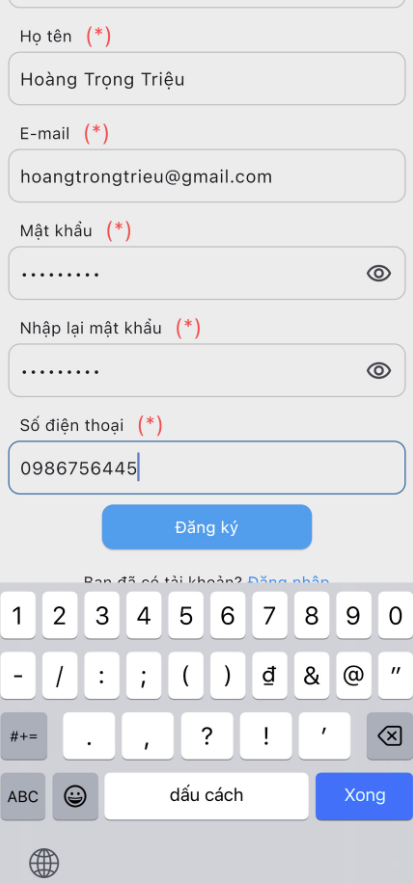 Họ tên (*)
Hoàng Trọng Triệu
E-mail (*)
hoangtrongtrieu@gmail.com
Mật khẩu (*)
•••••••••
Nhập lại mật khẩu (*)
•••••••••
Số điện thoại (*)
0986756445
Đăng ký
Bạn đã có tài khoản? Đăng nhập
1 2 3 4 5 6 7 8 9 0
- / : ; ( ) đ & @ "
#+= . , ? ! ’
ABC dấu cách Xong